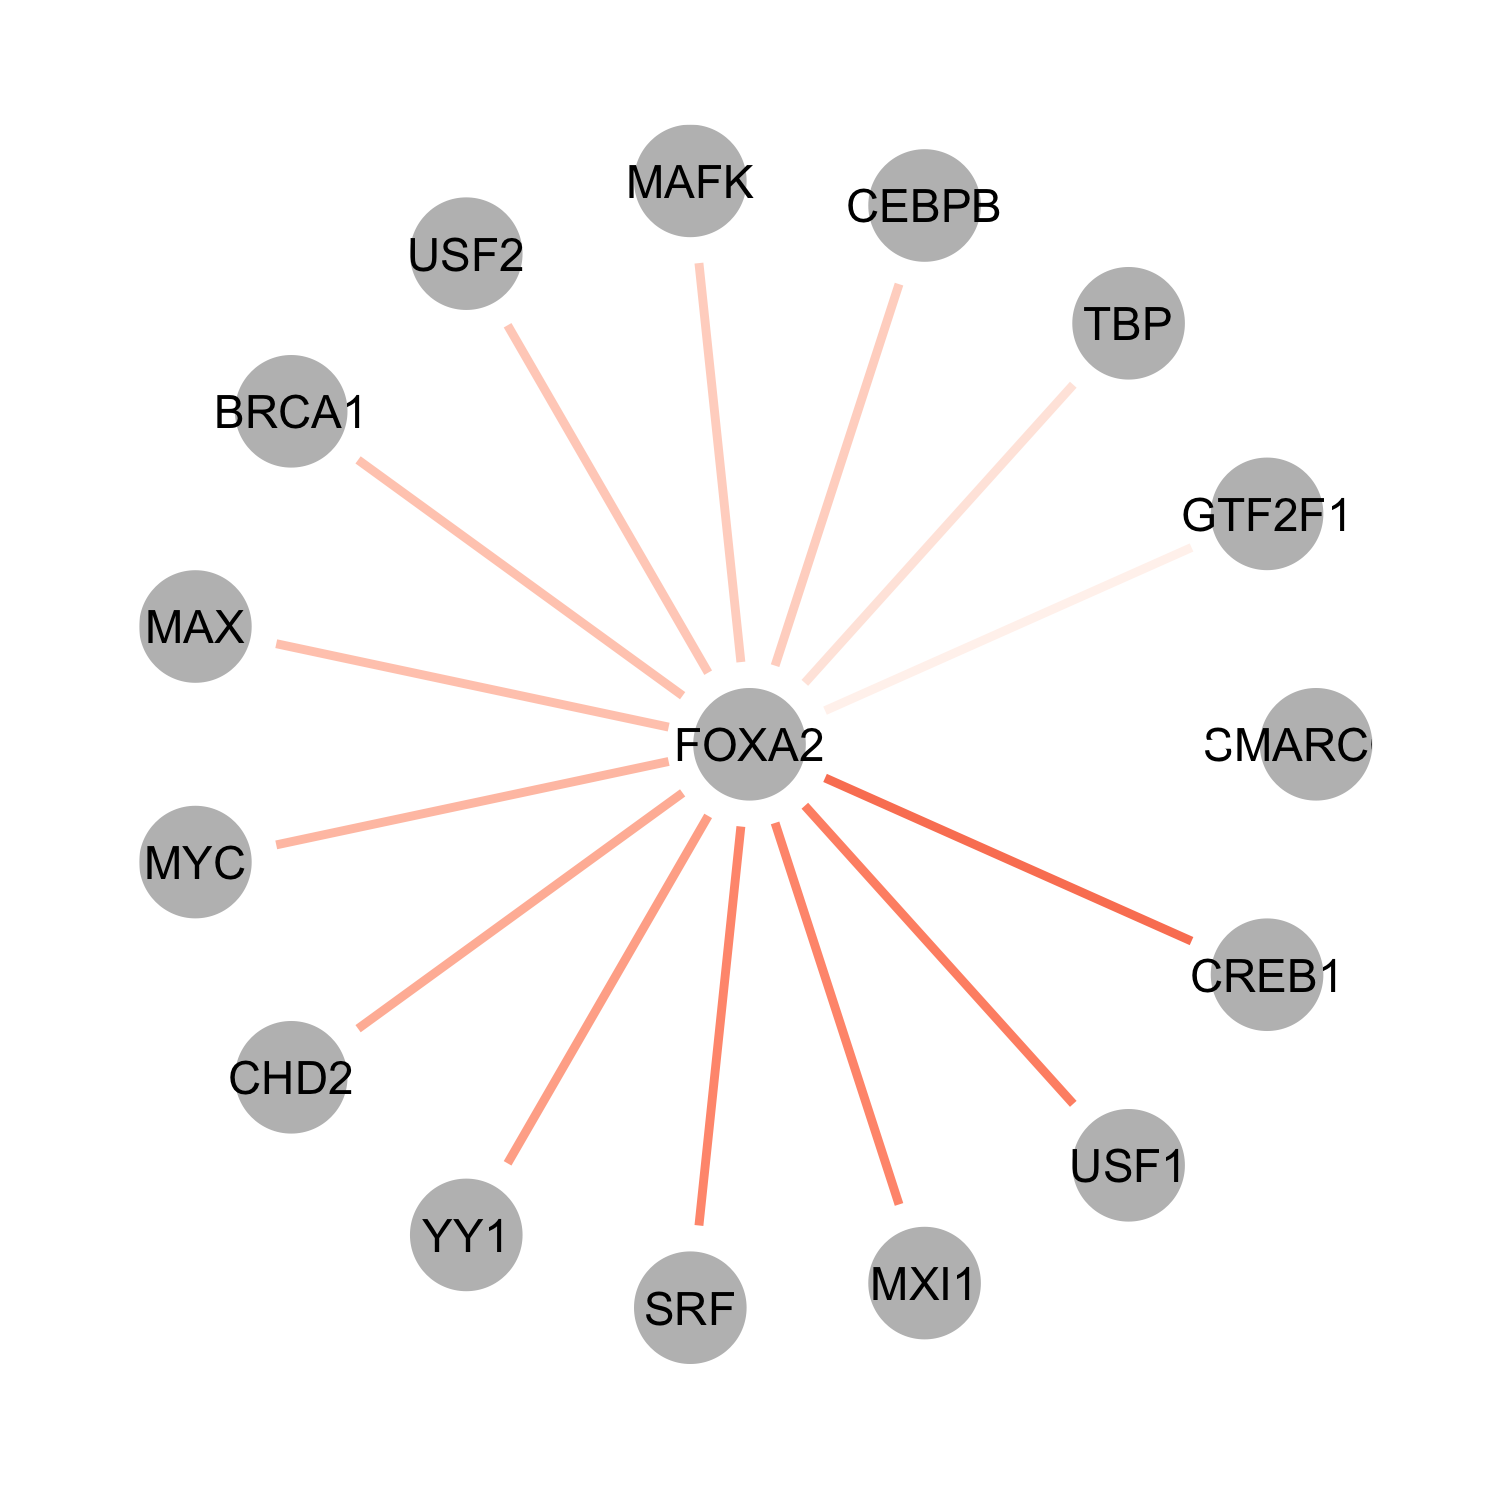 MAFK
CEBPB
USF2
TBP
BRCA1
GTF2F1
MAX
FOXA2
SMARC
MYC
CREB1
CHD2
USF1
YY1
MXI1
SRF